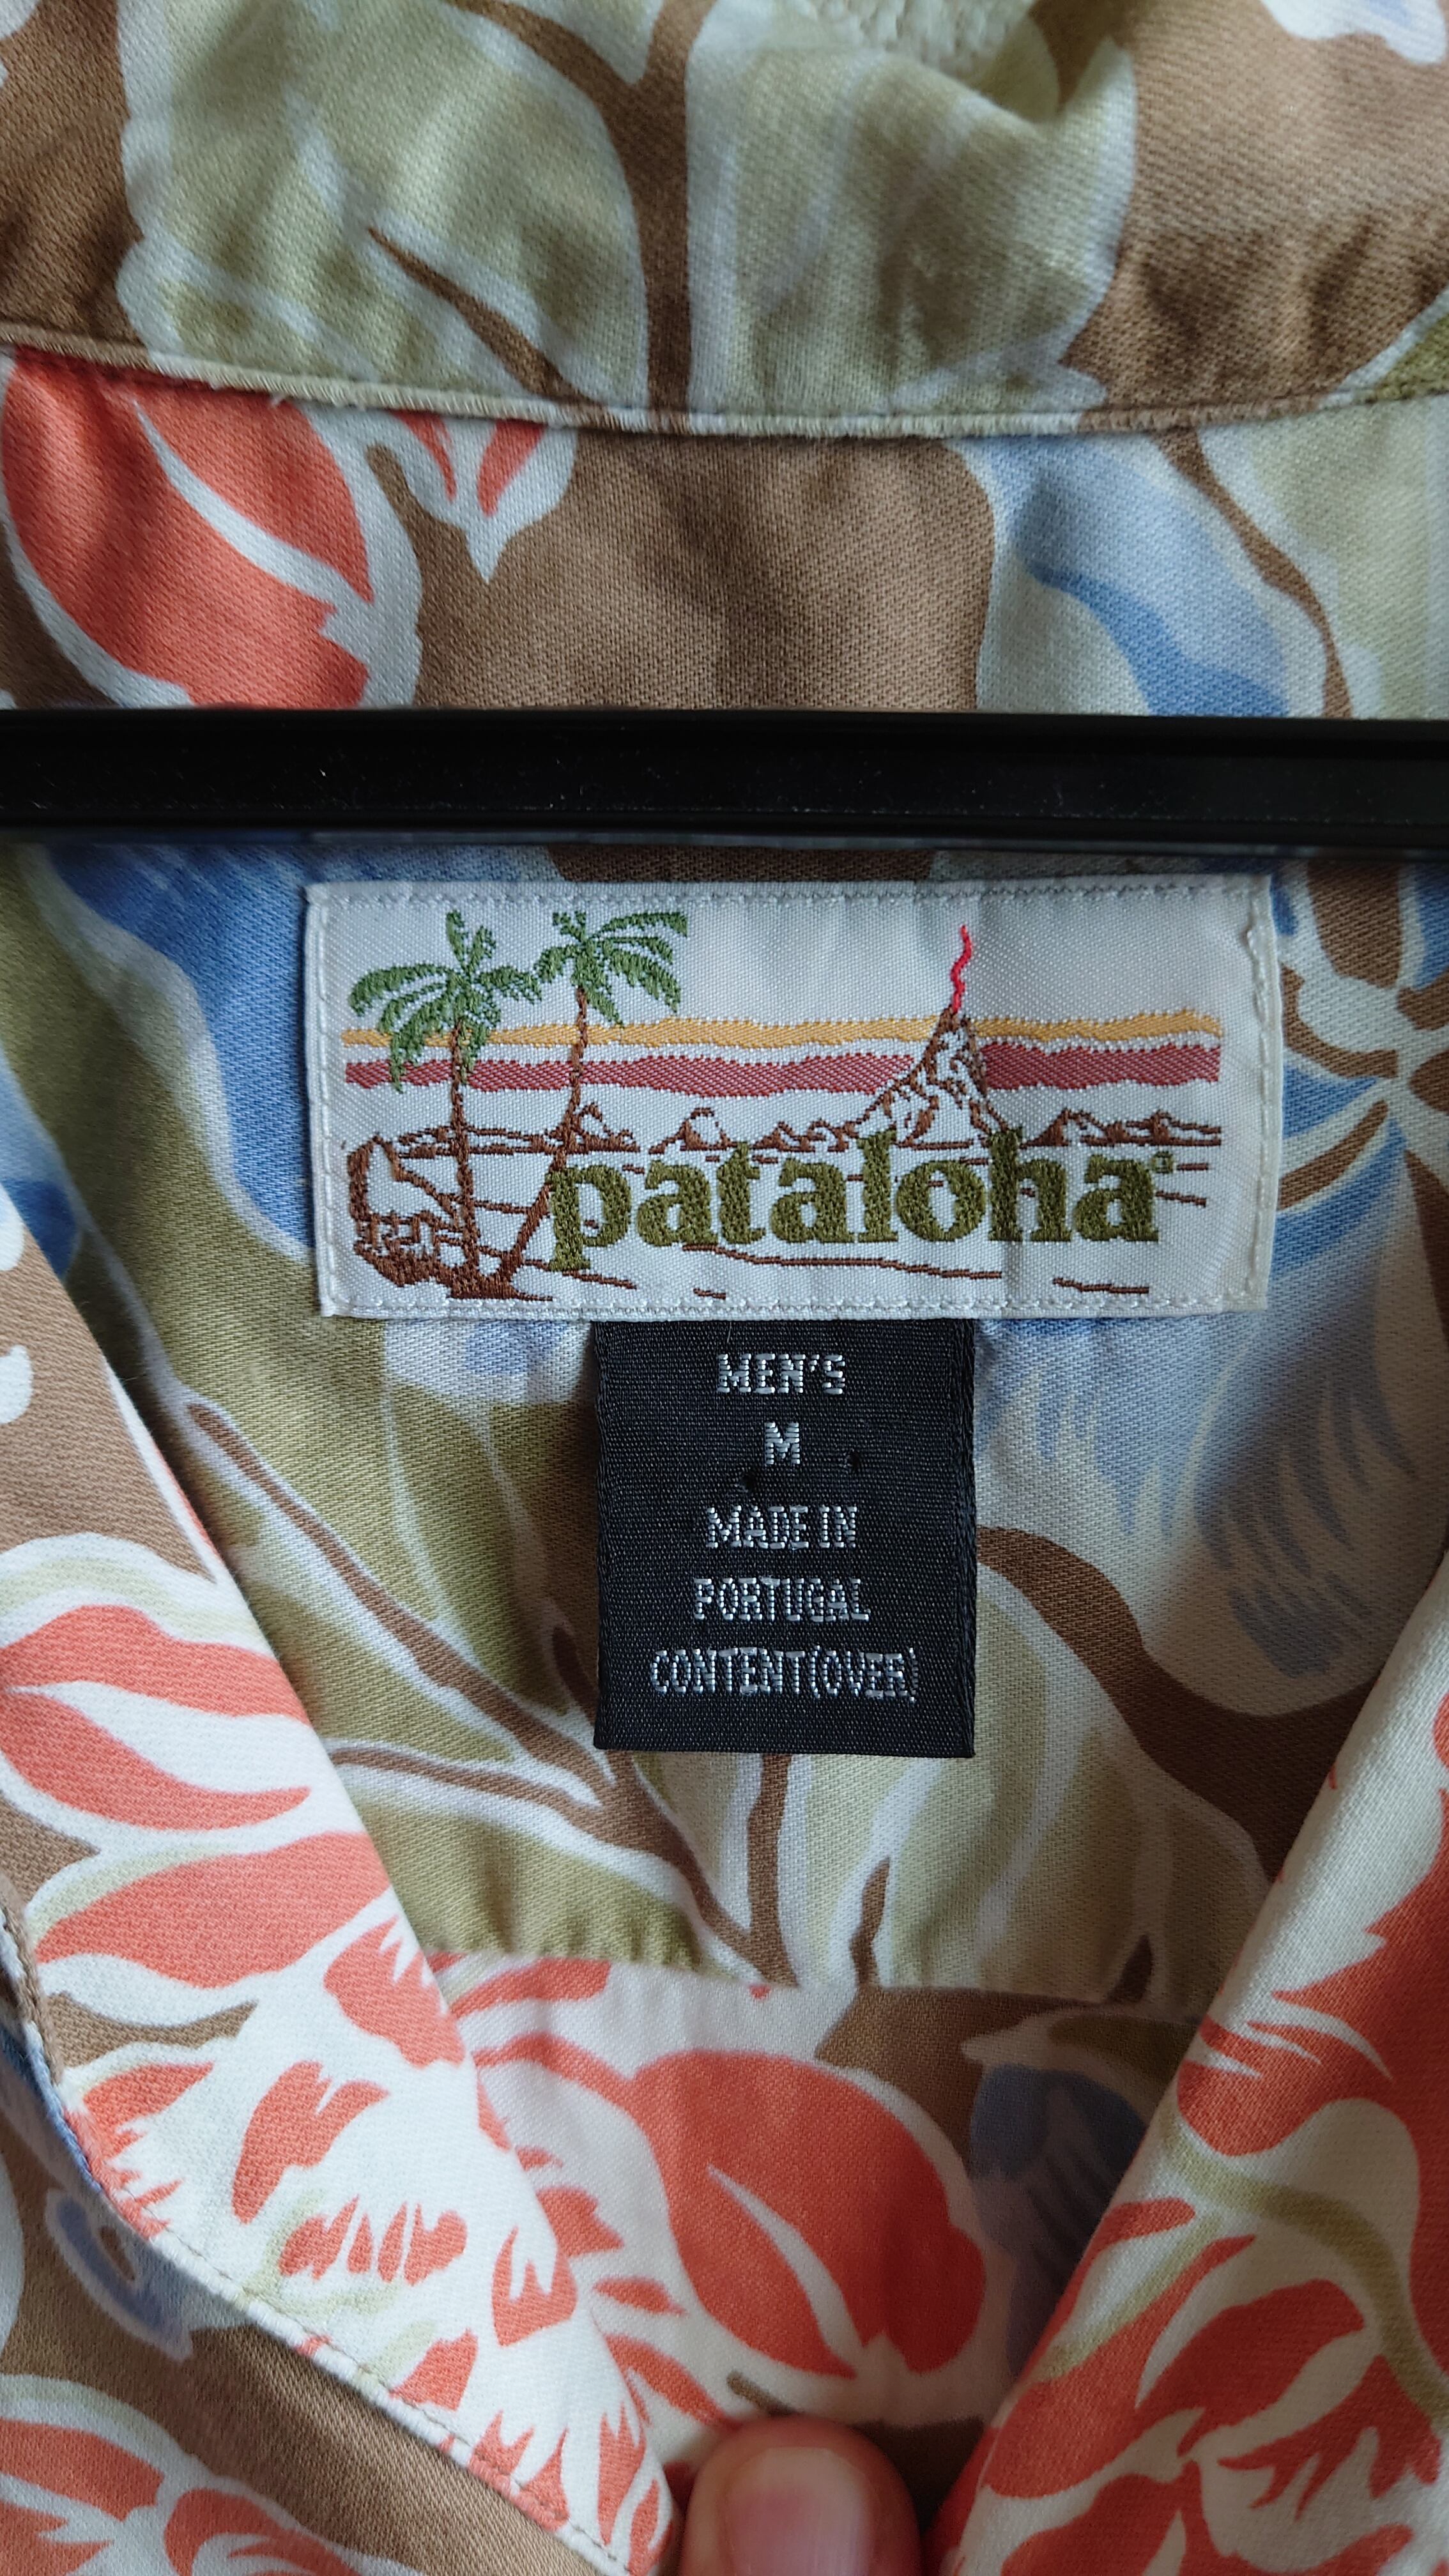 pataloha®
MEN'S
M
MADE IN
PORTUGAL
CONTENT(OVER)